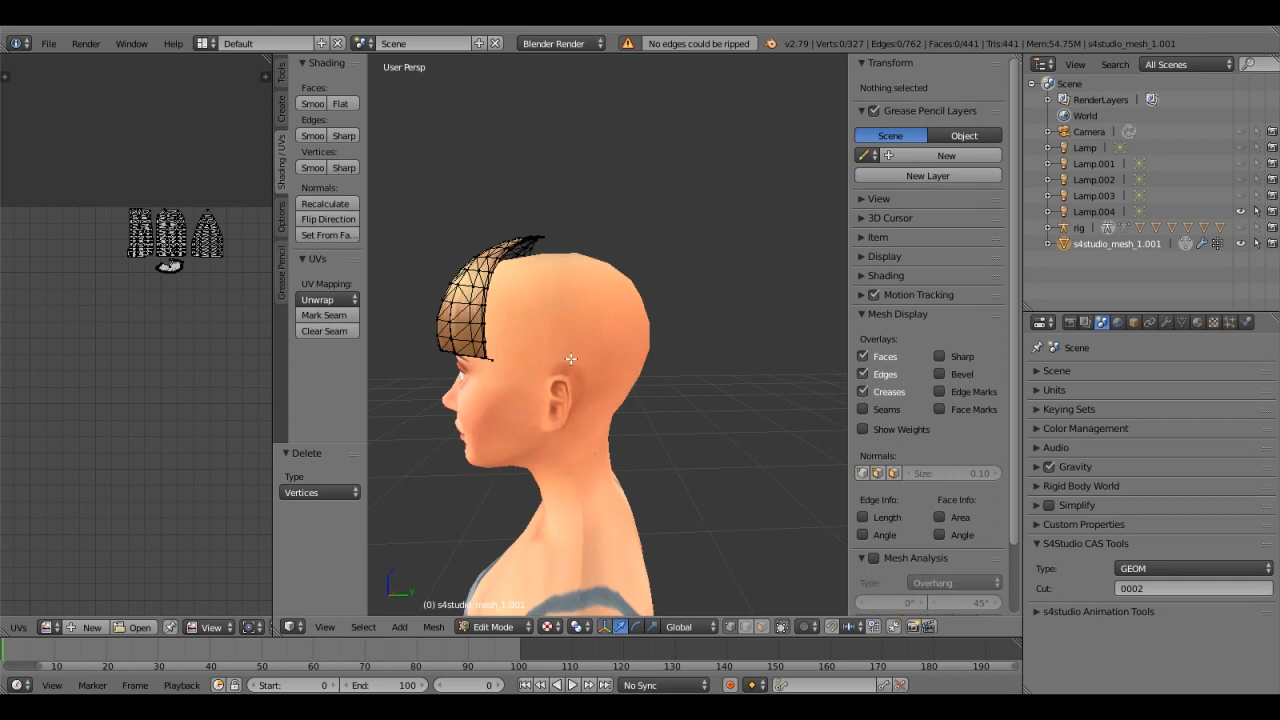 File Render Window Help Default Scene Blender Render No edges could be ripped v2.79 | Verts:0/327 | Edges:0/762 | Faces:0/441 | Tris:441 | Mem:54.75M | s4studio_mesh_1.001
Tools
Create
Shading / UVs
Options
Grease Pencil
Shading
Faces:
Smoo Flat
Edges:
Smoo Sharp
Vertices:
Smoo Sharp
Normals:
Recalculate
Flip Direction
Set From Fa...
UVs
UV Mapping:
Unwrap
Mark Seam
Clear Seam
Delete
Type
Vertices
User Persp
(0) s4studio_mesh_1.001
Transform
Nothing selected
Grease Pencil Layers
Scene Object
New
New Layer
View
3D Cursor
Item
Display
Shading
Motion Tracking
Mesh Display
Overlays:
Faces Sharp
Edges Bevel
Creases Edge Marks
Seams Face Marks
Show Weights
Normals:
Size: 0.10
Edge Info: Face Info:
Length Area
Angle Angle
Mesh Analysis
Type: Overhang
0° 45°
View Search All Scenes
Scene
RenderLayers
World
Camera
Lamp
Lamp.001
Lamp.002
Lamp.003
Lamp.004
rig
s4studio_mesh_1.001
Scene
Scene
Units
Keying Sets
Color Management
Audio
Gravity
Rigid Body World
Simplify
Custom Properties
S4Studio CAS Tools
Type: GEOM
Cut: 0002
s4studio Animation Tools
UVs New Open View
View Select Add Mesh Edit Mode Global
10 20 30 40 50 60 70 80 90 100 110 120 130 140 150 160 170 180 190
View Marker Frame Playback Start: 0 End: 100 0 No Sync